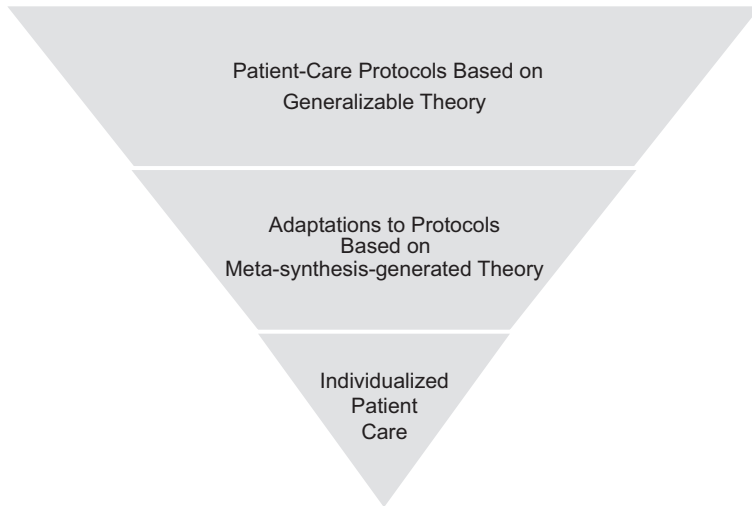 Patient-Care Protocols Based on
Generalizable Theory
Adaptations to Protocols
Based on
Meta-synthesis-generated Theory
Individualized
Patient
Care